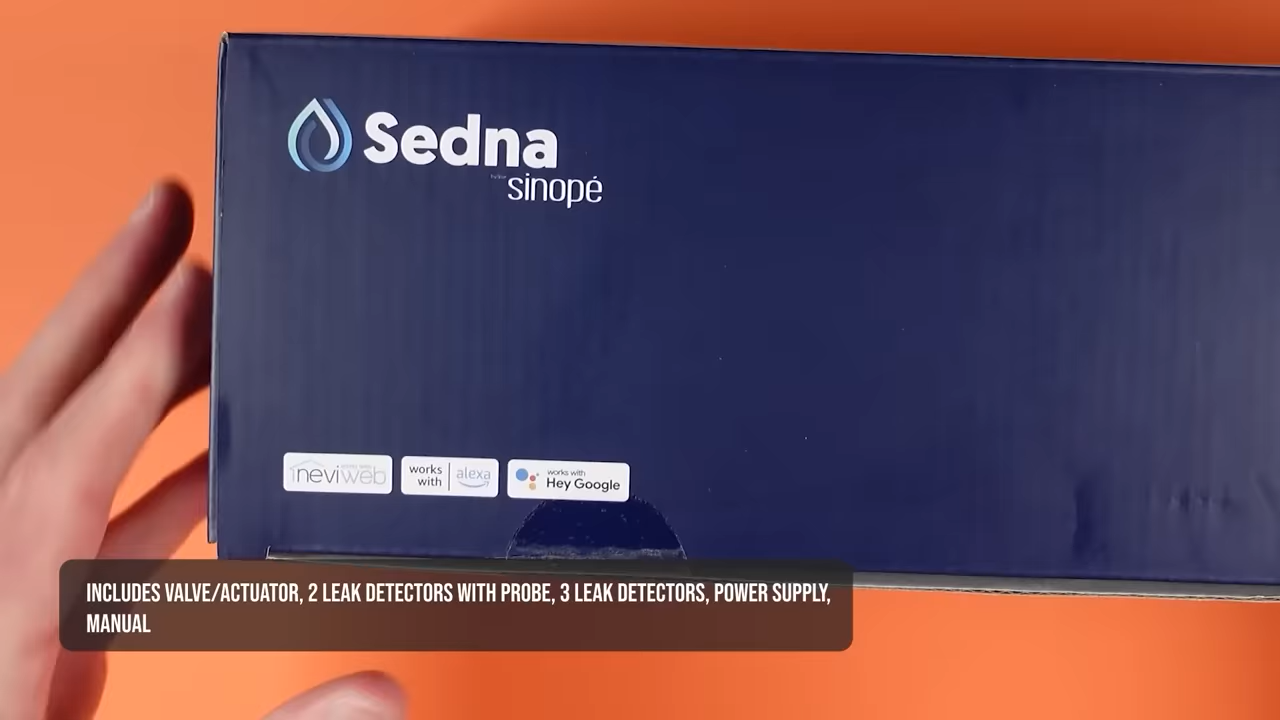 Sedna
sinopé
neviweb
works with alexa
works with Hey Google
INCLUDES VALVE/ACTUATOR, 2 LEAK DETECTORS WITH PROBE, 3 LEAK DETECTORS, POWER SUPPLY,
MANUAL